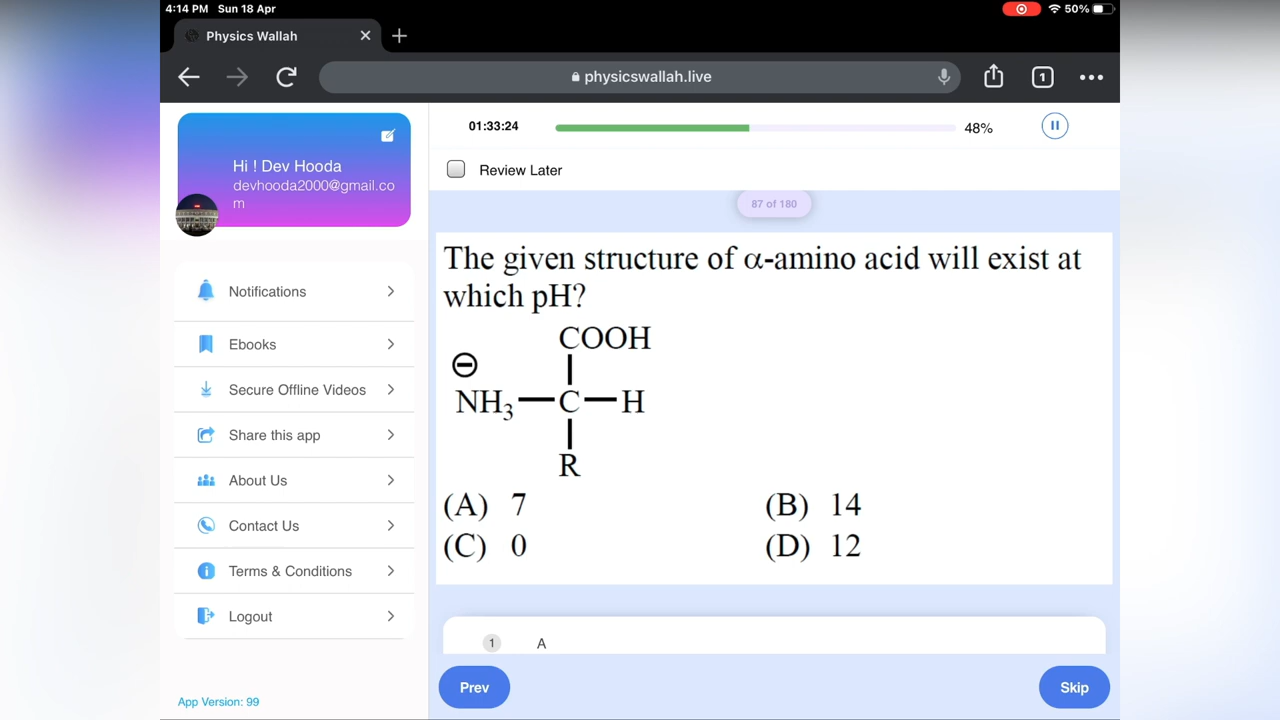 4:14 PM Sun 18 Apr
50%
Physics Wallah
physicswallah.live
1
Hi ! Dev Hooda
devhooda2000@gmail.co
m
Notifications
Ebooks
Secure Offline Videos
Share this app
About Us
Contact Us
Terms & Conditions
Logout
App Version: 99
01:33:24
48%
Review Later
87 of 180
The given structure of α-amino acid will exist at
which pH?
COOH
⊖
NH₃—C—H
R
(A) 7 (B) 14
(C) 0 (D) 12
1 A
Prev
Skip